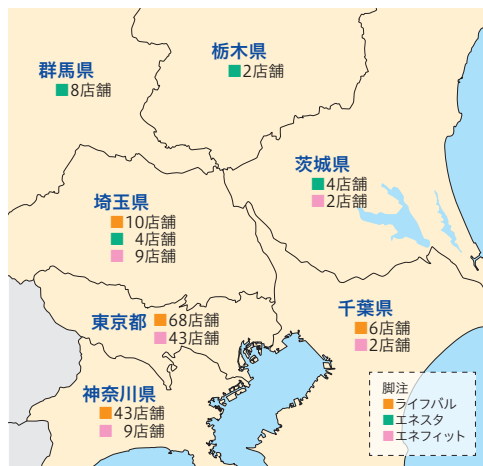 群馬県
■8店舗
栃木県
■2店舗
茨城県
■4店舗
■2店舗
埼玉県
■10店舗
■4店舗
■9店舗
東京都 ■68店舗
■43店舗
千葉県
■6店舗
■2店舗
神奈川県
■43店舗
■9店舗
脚注
■ライフバル
■エネスタ
■エネフィット